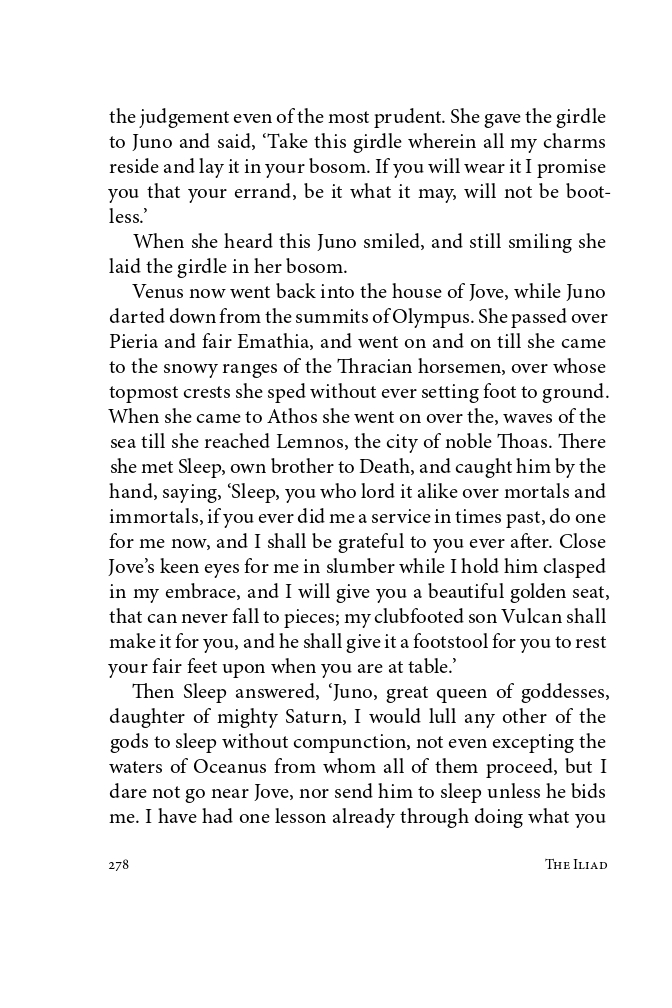 the judgement even of the most prudent. She gave the girdle
to Juno and said, ‘Take this girdle wherein all my charms
reside and lay it in your bosom. If you will wear it I promise
you that your errand, be it what it may, will not be boot-
less.’
When she heard this Juno smiled, and still smiling she
laid the girdle in her bosom.
Venus now went back into the house of Jove, while Juno
darted down from the summits of Olympus. She passed over
Pieria and fair Emathia, and went on and on till she came
to the snowy ranges of the Thracian horsemen, over whose
topmost crests she sped without ever setting foot to ground.
When she came to Athos she went on over the, waves of the
sea till she reached Lemnos, the city of noble Thoas. There
she met Sleep, own brother to Death, and caught him by the
hand, saying, ‘Sleep, you who lord it alike over mortals and
immortals, if you ever did me a service in times past, do one
for me now, and I shall be grateful to you ever after. Close
Jove’s keen eyes for me in slumber while I hold him clasped
in my embrace, and I will give you a beautiful golden seat,
that can never fall to pieces; my clubfooted son Vulcan shall
make it for you, and he shall give it a footstool for you to rest
your fair feet upon when you are at table.’
Then Sleep answered, ‘Juno, great queen of goddesses,
daughter of mighty Saturn, I would lull any other of the
gods to sleep without compunction, not even excepting the
waters of Oceanus from whom all of them proceed, but I
dare not go near Jove, nor send him to sleep unless he bids
me. I have had one lesson already through doing what you
278 The Iliad